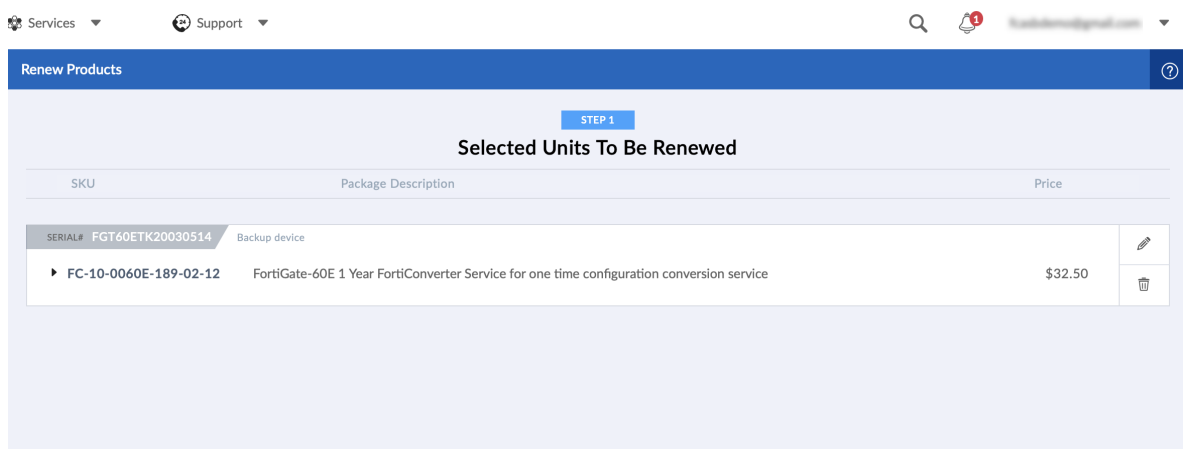 Services Support 1
Renew Products
STEP 1
Selected Units To Be Renewed
SKU Package Description Price
SERIAL# FGT60ETK20030514 Backup device
FC-10-0060E-189-02-12 FortiGate-60E 1 Year FortiConverter Service for one time configuration conversion service $32.50